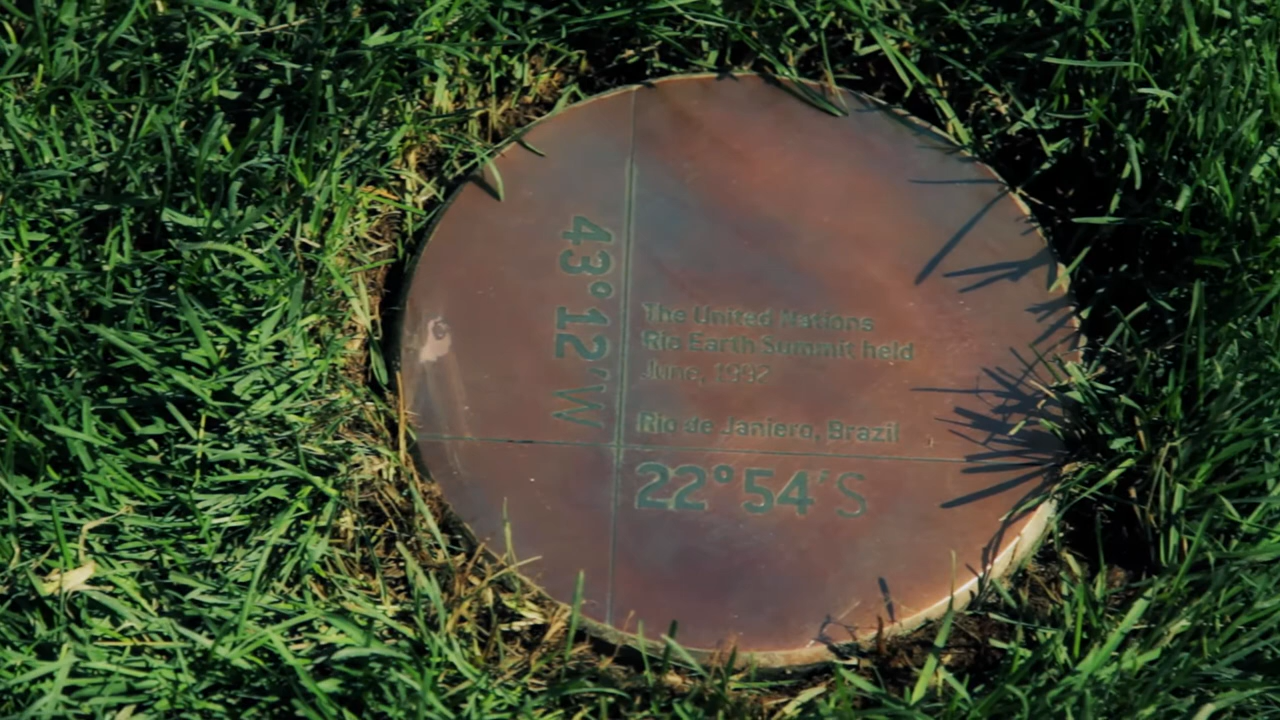 43°12'W
The United Nations
Rio Earth Summit held
June, 1992
Rio de Janiero, Brazil
22°54'S